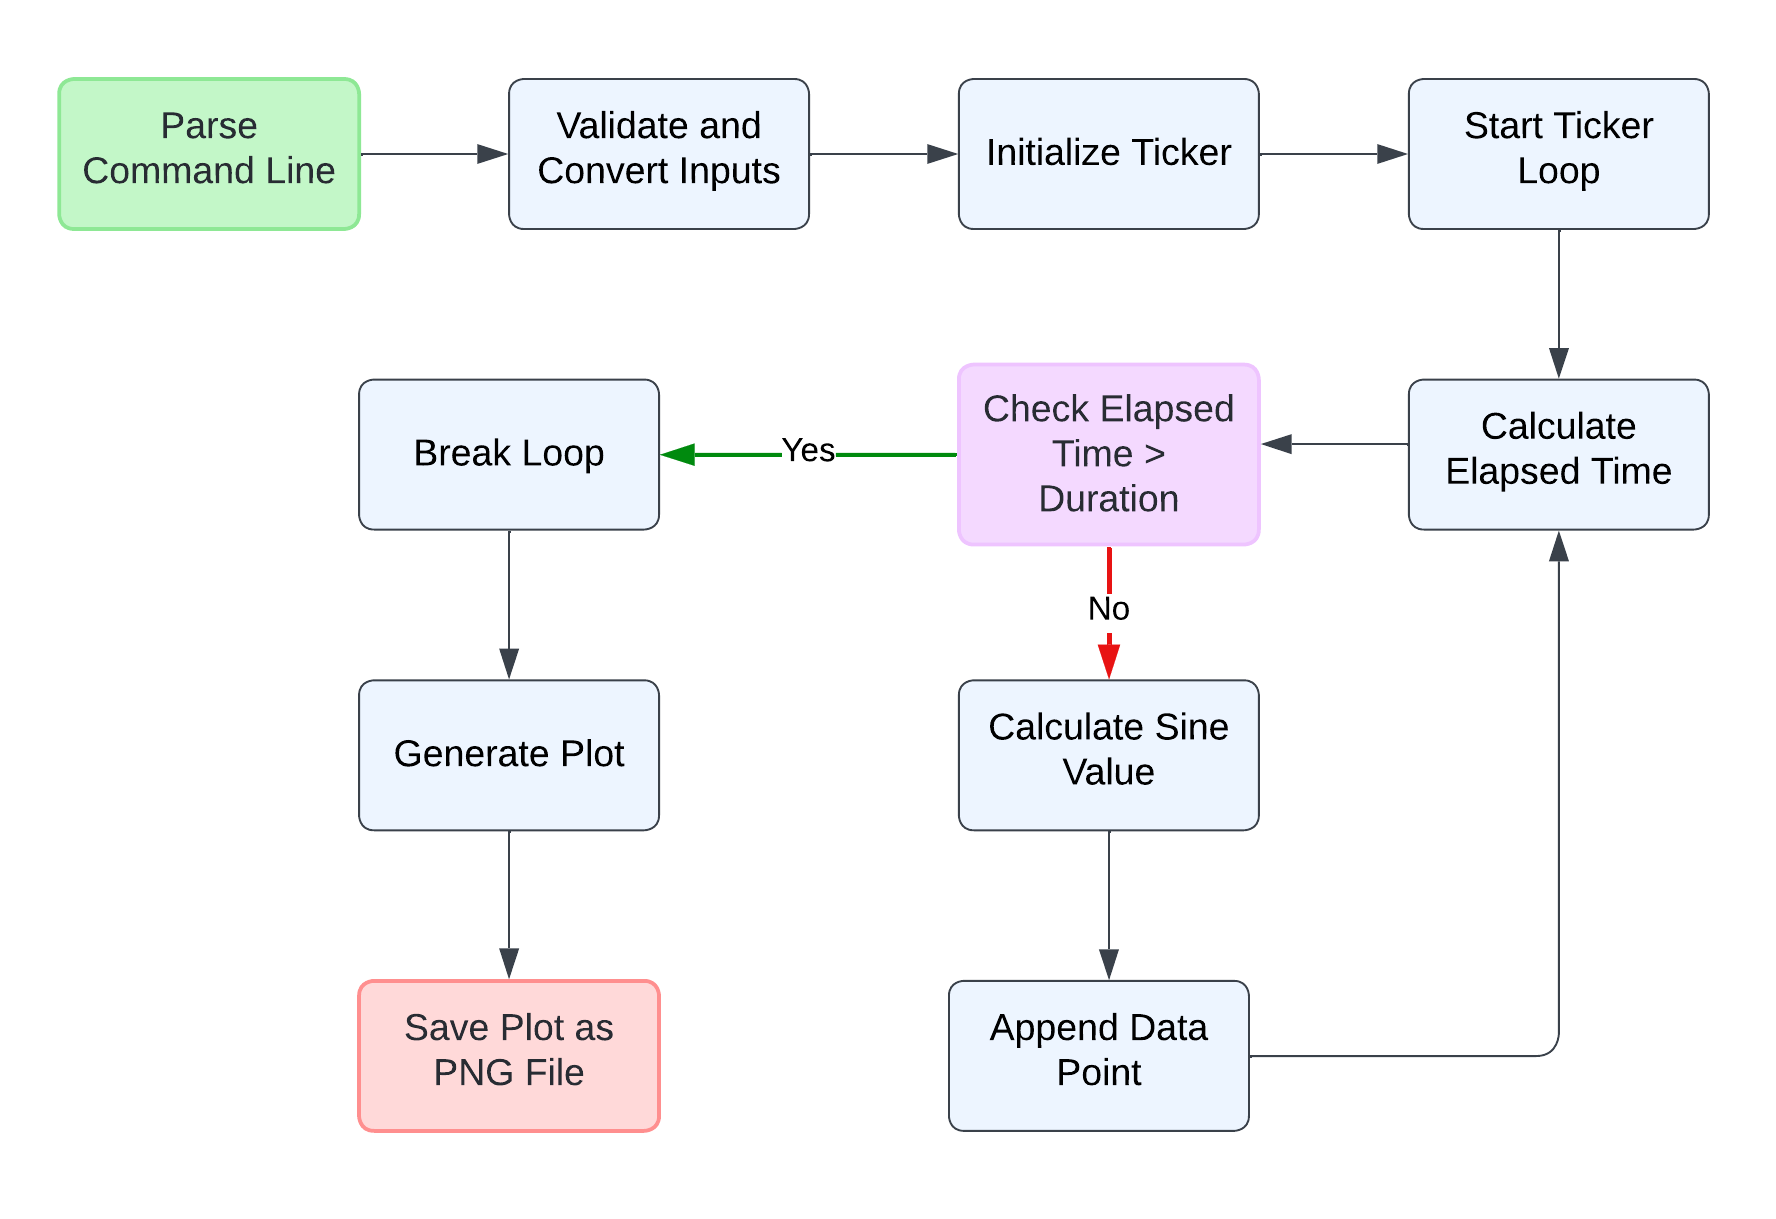 Parse
Command Line
Validate and
Convert Inputs
Initialize Ticker
Start Ticker
Loop
Calculate
Elapsed Time
Check Elapsed
Time >
Duration
Yes
Break Loop
No
Generate Plot
Calculate Sine
Value
Save Plot as
PNG File
Append Data
Point